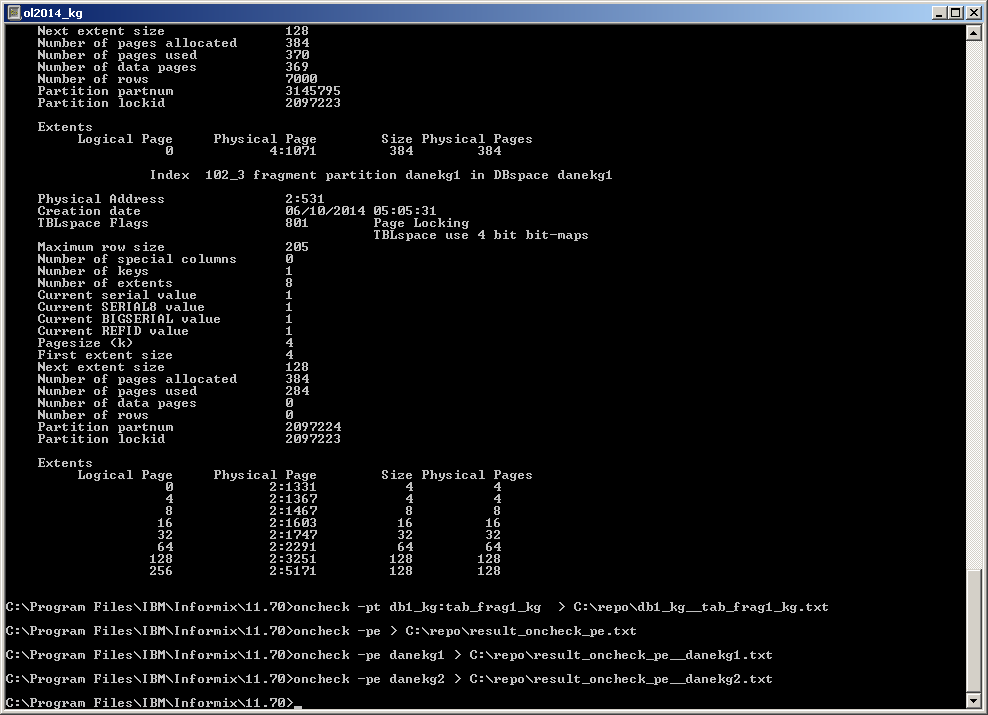 ol2014_kg
Next extent size 128
Number of pages allocated 384
Number of pages used 370
Number of data pages 369
Number of rows 7000
Partition partnum 3145795
Partition lockid 2097223
Extents
Logical Page Physical Page Size Physical Pages
0 4:1071 384 384
Index 102_3 fragment partition danekg1 in DBspace danekg1
Physical Address 2:531
Creation date 06/10/2014 05:05:31
TBLspace Flags 801 Page Locking
TBLspace use 4 bit bit-maps
Maximum row size 205
Number of special columns 0
Number of keys 1
Number of extents 8
Current serial value 1
Current SERIAL8 value 1
Current BIGSERIAL value 1
Current REFID value 1
Pagesize (k) 4
First extent size 4
Next extent size 128
Number of pages allocated 384
Number of pages used 284
Number of data pages 0
Number of rows 0
Partition partnum 2097224
Partition lockid 2097223
Extents
Logical Page Physical Page Size Physical Pages
0 2:1331 4 4
4 2:1367 4 4
8 2:1467 8 8
16 2:1603 16 16
32 2:1747 32 32
64 2:2291 64 64
128 2:3251 128 128
256 2:5171 128 128
C:\Program Files\IBM\Informix\11.70>oncheck -pt db1_kg:tab_frag1_kg  > C:\repo\db1_kg__tab_frag1_kg.txt
C:\Program Files\IBM\Informix\11.70>oncheck -pe > C:\repo\result_oncheck_pe.txt
C:\Program Files\IBM\Informix\11.70>oncheck -pe danekg1 > C:\repo\result_oncheck_pe__danekg1.txt
C:\Program Files\IBM\Informix\11.70>oncheck -pe danekg2 > C:\repo\result_oncheck_pe__danekg2.txt
C:\Program Files\IBM\Informix\11.70>_